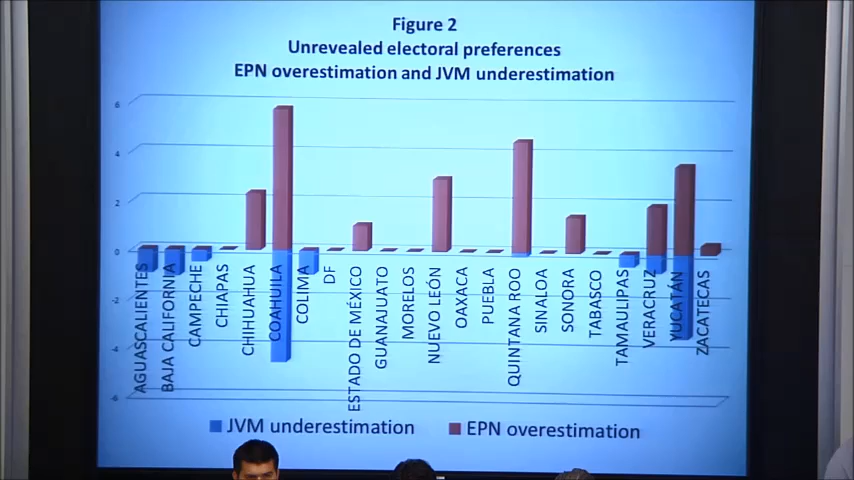 Figure 2
Unrevealed electoral preferences
EPN overestimation and JVM underestimation
6
4
2
0
-2
-4
-6
AGUASCALIENTES
BAJA CALIFORNIA
CAMPECHE
CHIAPAS
CHIHUAHUA
COAHUILA
COLIMA
DF
ESTADO DE MÉXICO
GUANAJUATO
MORELOS
NUEVO LEÓN
OAXACA
PUEBLA
QUINTANA ROO
SINALOA
SONORA
TABASCO
TAMAULIPAS
VERACRUZ
YUCATÁN
ZACATECAS
JVM underestimation EPN overestimation